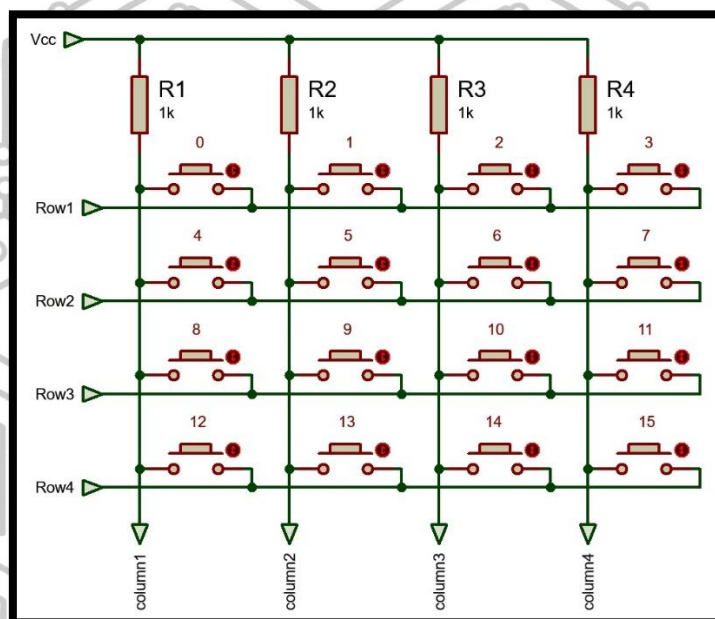 Vcc
R1 R2 R3 R4
1k 1k 1k 1k
0 1 2 3
Row1
4 5 6 7
Row2
8 9 10 11
Row3
12 13 14 15
Row4
column1 column2 column3 column4